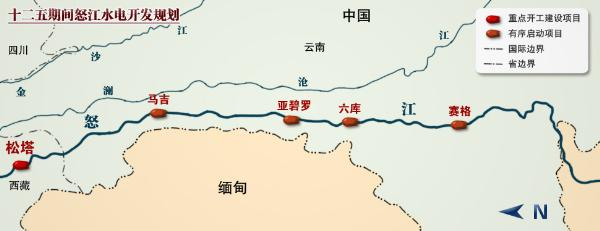 十二五期间怒江水电开发规划
中国
重点开工建设项目
有序启动项目
国际边界
省边界
四川
云南
江
沙
金
江
沧
澜
马吉
亚碧罗
六库
江
赛格
怒
松塔
西藏
缅甸
N